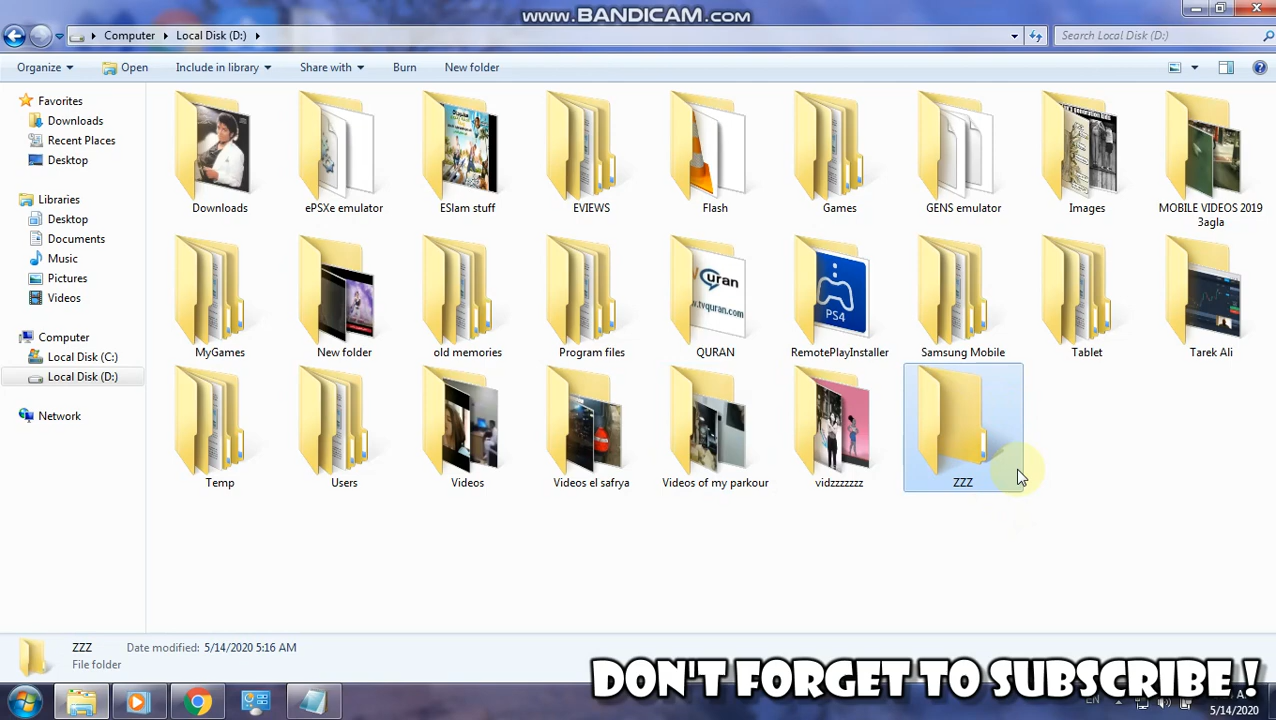 www.BANDICAM.com
Computer
Local Disk (D:)
Search Local Disk (D:)
Organize
Open
Include in library
Share with
Burn
New folder
Favorites
Downloads
Recent Places
Desktop
Libraries
Desktop
Documents
Music
Pictures
Videos
Computer
Local Disk (C:)
Local Disk (D:)
Network
Downloads
ePSXe emulator
ESlam stuff
EVIEWS
Flash
Games
GENS emulator
Images
MOBILE VIDEOS 2019
3agla
MyGames
New folder
old memories
Program files
uran
w.tvquran.com
QURAN
PS4
RemotePlayInstaller
Samsung Mobile
Tablet
Tarek Ali
Temp
Users
Videos
Videos el safrya
Videos of my parkour
vidzzzzzzz
ZZZ
ZZZ
Date modified: 5/14/2020 5:16 AM
File folder
DON'T FORGET TO SUBSCRIBE !
EN
5/14/2020